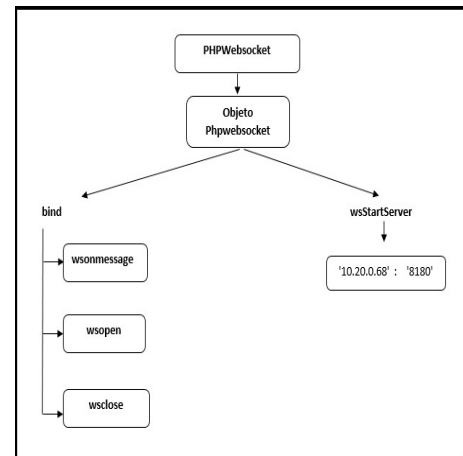 PHPWebsocket
Objeto
Phpwebsocket
bind
wsStartServer
wsonmessage
'10.20.0.68' : '8180'
wsopen
wsclose